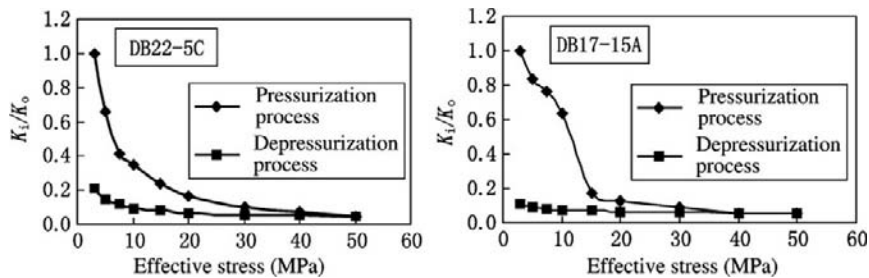 1.2
1.0
0.8
0.6
0.4
0.2
0.0
Ki/Ko
DB22-5C
Pressurization
process
Depressurization
process
0 10 20 30 40 50 60
Effective stress (MPa)
1.2
1.0
0.8
0.6
0.4
0.2
0.0
Ki/Ko
DB17-15A
Pressurization
process
Depressurization
process
0 10 20 30 40 50 60
Effective stress (MPa)